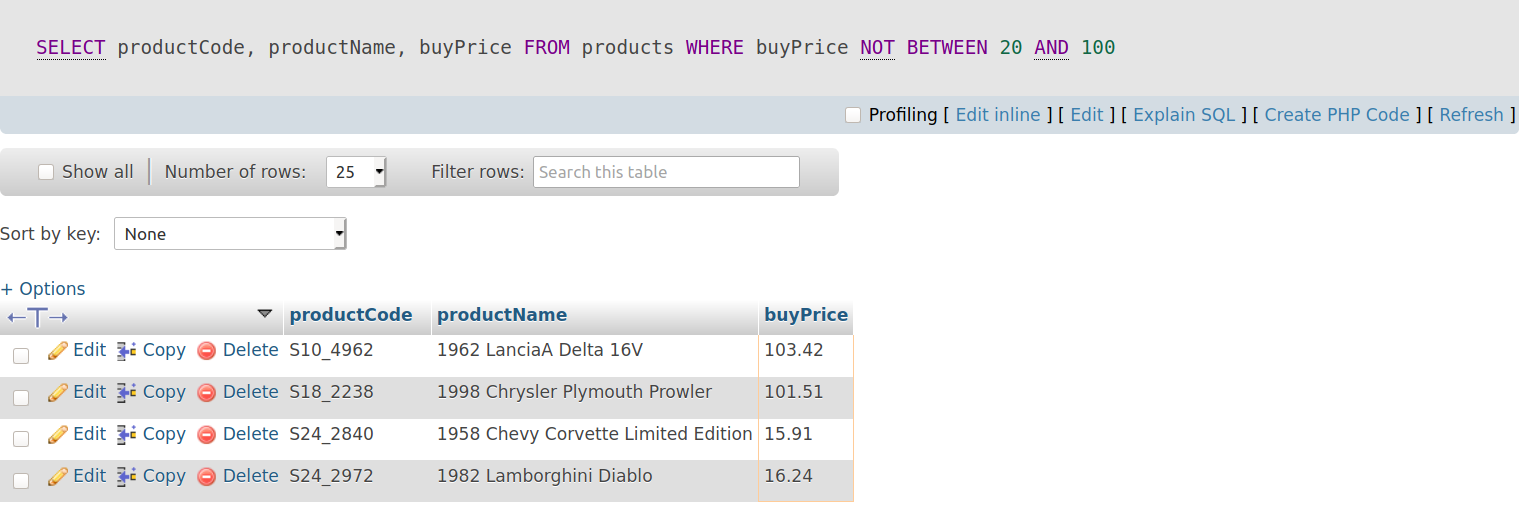 SELECT productCode, productName, buyPrice FROM products WHERE buyPrice NOT BETWEEN 20 AND 100
Profiling [ Edit inline ] [ Edit ] [ Explain SQL ] [ Create PHP Code ] [ Refresh ]
Show all Number of rows: 25 Filter rows: Search this table
Sort by key: None
+ Options
←T→ productCode productName buyPrice
Edit Copy Delete S10_4962 1962 LanciaA Delta 16V 103.42
Edit Copy Delete S18_2238 1998 Chrysler Plymouth Prowler 101.51
Edit Copy Delete S24_2840 1958 Chevy Corvette Limited Edition 15.91
Edit Copy Delete S24_2972 1982 Lamborghini Diablo 16.24